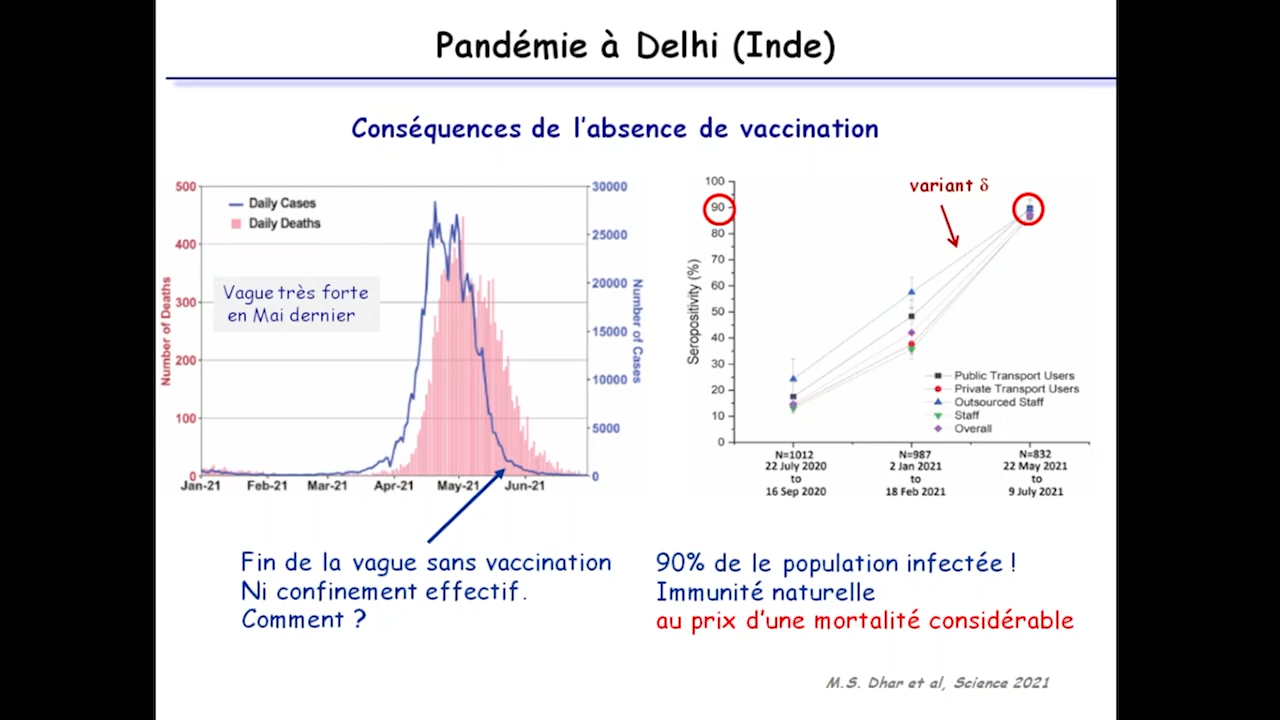 Pandémie à Delhi (Inde)
Conséquences de l'absence de vaccination
500
400
300
200
100
0
Number of Deaths
Daily Cases
Daily Deaths
Vague très forte
en Mai dernier
30000
25000
20000
15000
10000
5000
0
Number of Cases
Jan-21 Feb-21 Mar-21 Apr-21 May-21 Jun-21
100
90
80
70
60
50
40
30
20
10
0
Seropositivity (%)
variant δ
Public Transport Users
Private Transport Users
Outsourced Staff
Staff
Overall
N=1012
22 July 2020
to
16 Sep 2020
N=987
2 Jan 2021
to
18 Feb 2021
N=832
22 May 2021
to
9 July 2021
Fin de la vague sans vaccination
Ni confinement effectif.
Comment ?
90% de le population infectée !
Immunité naturelle
au prix d'une mortalité considérable
M.S. Dhar et al, Science 2021